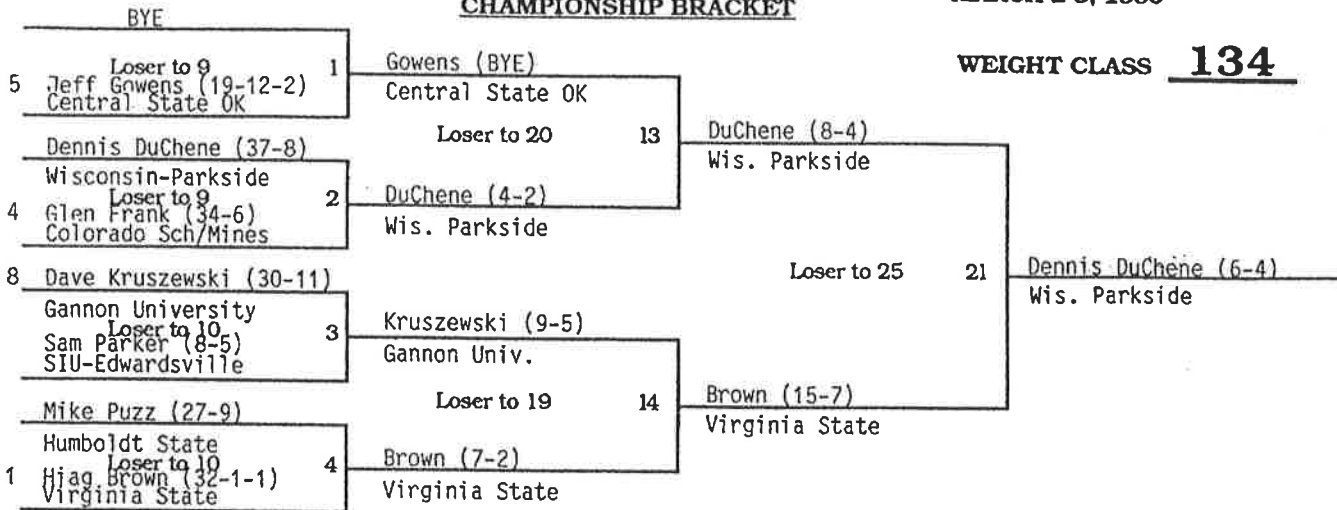 CHAMPIONSHIP BRACKET
WEIGHT CLASS 134
BYE
Loser to 9
1
5 Jeff Gowens (19-12-2)
Central State OK
Gowens (BYE)
Central State OK
Loser to 20
13
Dennis DuChene (37-8)
Wisconsin-Parkside
Loser to 9
2
4 Glen Frank (34-6)
Colorado Sch/Mines
DuChene (4-2)
Wis. Parkside
DuChene (8-4)
Wis. Parkside
Loser to 25
21
Dennis DuChene (6-4)
Wis. Parkside
8 Dave Kruszewski (30-11)
Gannon University
Loser to 10
3
Sam Parker (8-5)
SIU-Edwardsville
Kruszewski (9-5)
Gannon Univ.
Loser to 19
14
Mike Puzz (27-9)
Humboldt State
Loser to 10
4
1 Hjag Brown (32-1-1)
Virginia State
Brown (7-2)
Virginia State
Brown (15-7)
Virginia State